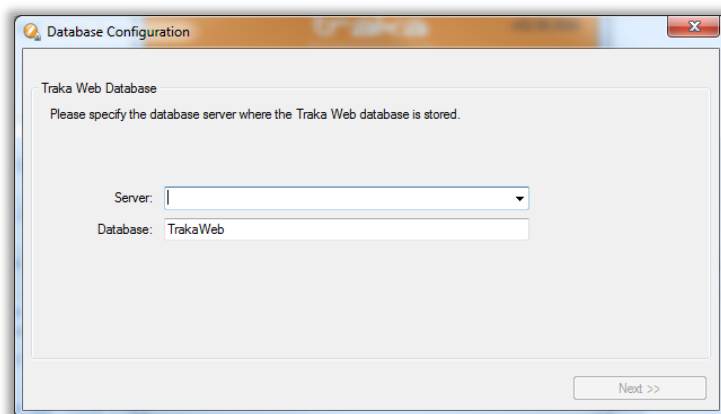 traka
Database Configuration
Traka Web Database
Please specify the database server where the Traka Web database is stored.
Server:
Database: TrakaWeb
Next >>